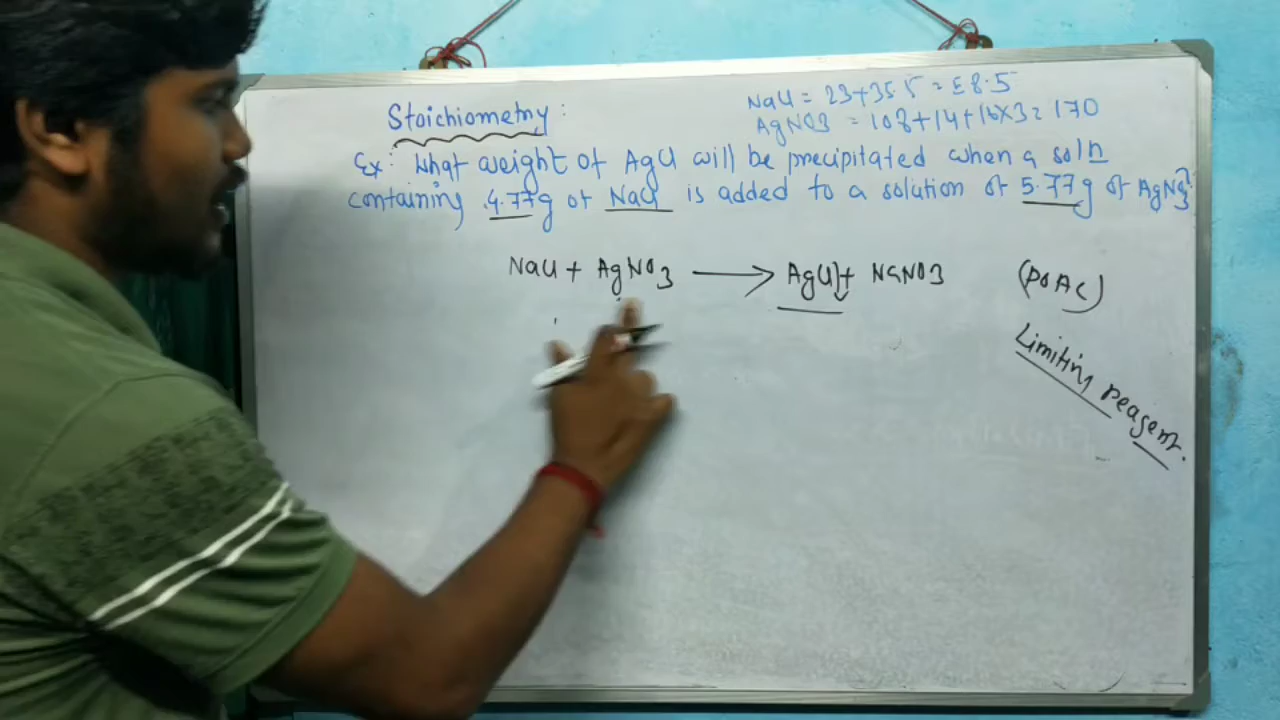 Stoichiometry :
NaCl = 23+35.5 = 58.5
AgNO3 = 108+14+16x3= 170
Ex: What weight of AgCl will be precipitated when a soln
containing 4.77g of NaCl is added to a solution of 5.77g of AgNO3?
NaCl + AgNO3 → AgCl↓+ NaNO3
(POAC)
Limiting reagent.